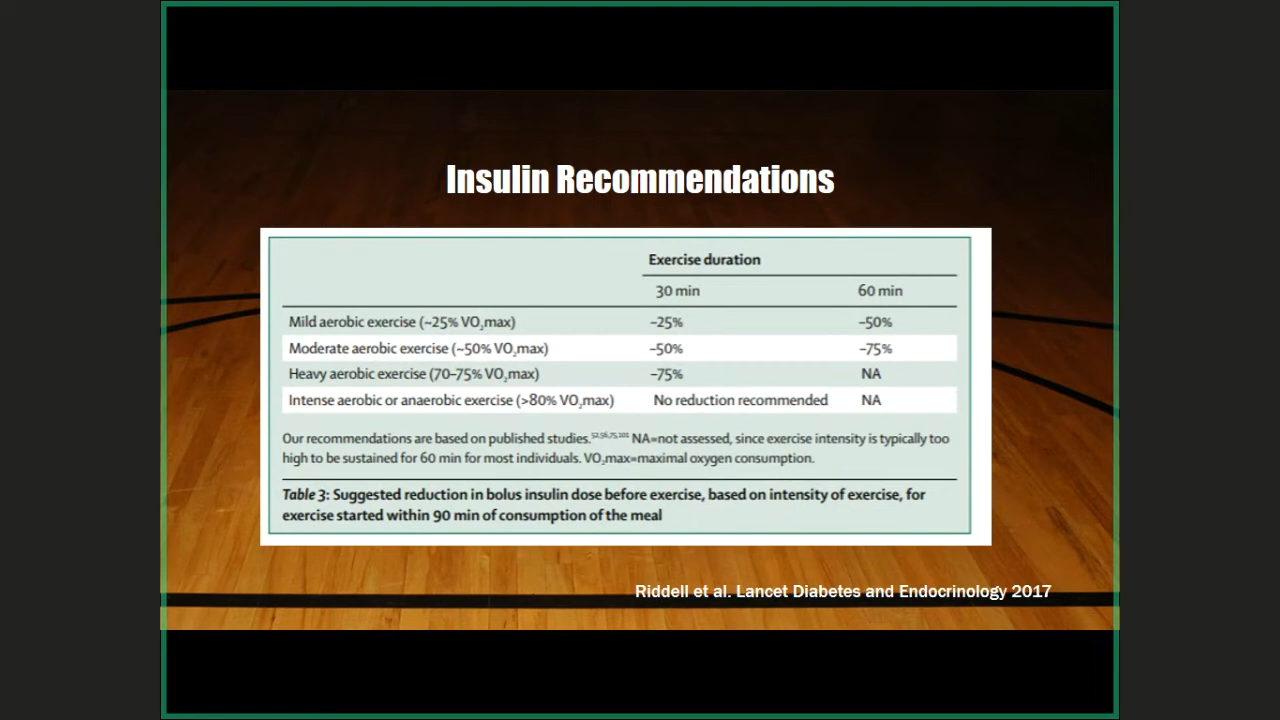 Insulin Recommendations
Exercise duration
30 min 60 min
Mild aerobic exercise (~25% VO₂max) –25% –50%
Moderate aerobic exercise (~50% VO₂max) –50% –75%
Heavy aerobic exercise (70–75% VO₂max) –75% NA
Intense aerobic or anaerobic exercise (>80% VO₂max) No reduction recommended NA
Our recommendations are based on published studies. NA=not assessed, since exercise intensity is typically too
high to be sustained for 60 min for most individuals. VO₂max=maximal oxygen consumption.
Table 3: Suggested reduction in bolus insulin dose before exercise, based on intensity of exercise, for
exercise started within 90 min of consumption of the meal
Riddell et al. Lancet Diabetes and Endocrinology 2017